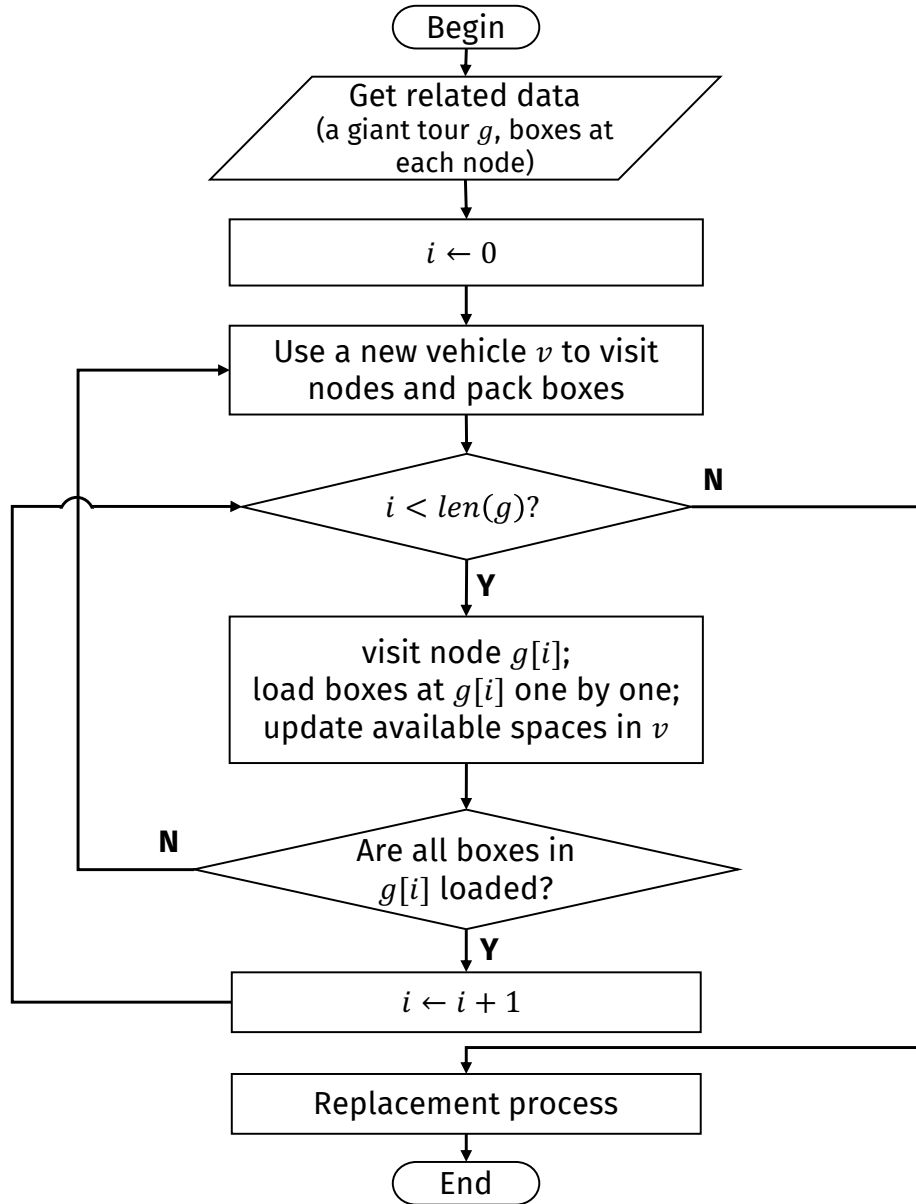 Begin
Get related data
(a giant tour g, boxes at
each node)
i ← 0
Use a new vehicle v to visit
nodes and pack boxes
i < len(g)?
N
Y
visit node g[i];
load boxes at g[i] one by one;
update available spaces in v
N
Are all boxes in
g[i] loaded?
Y
i ← i + 1
Replacement process
End